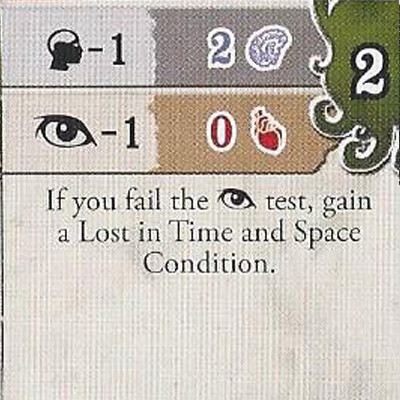 -1 2 2
-1 0
If you fail the test, gain
a Lost in Time and Space
Condition.